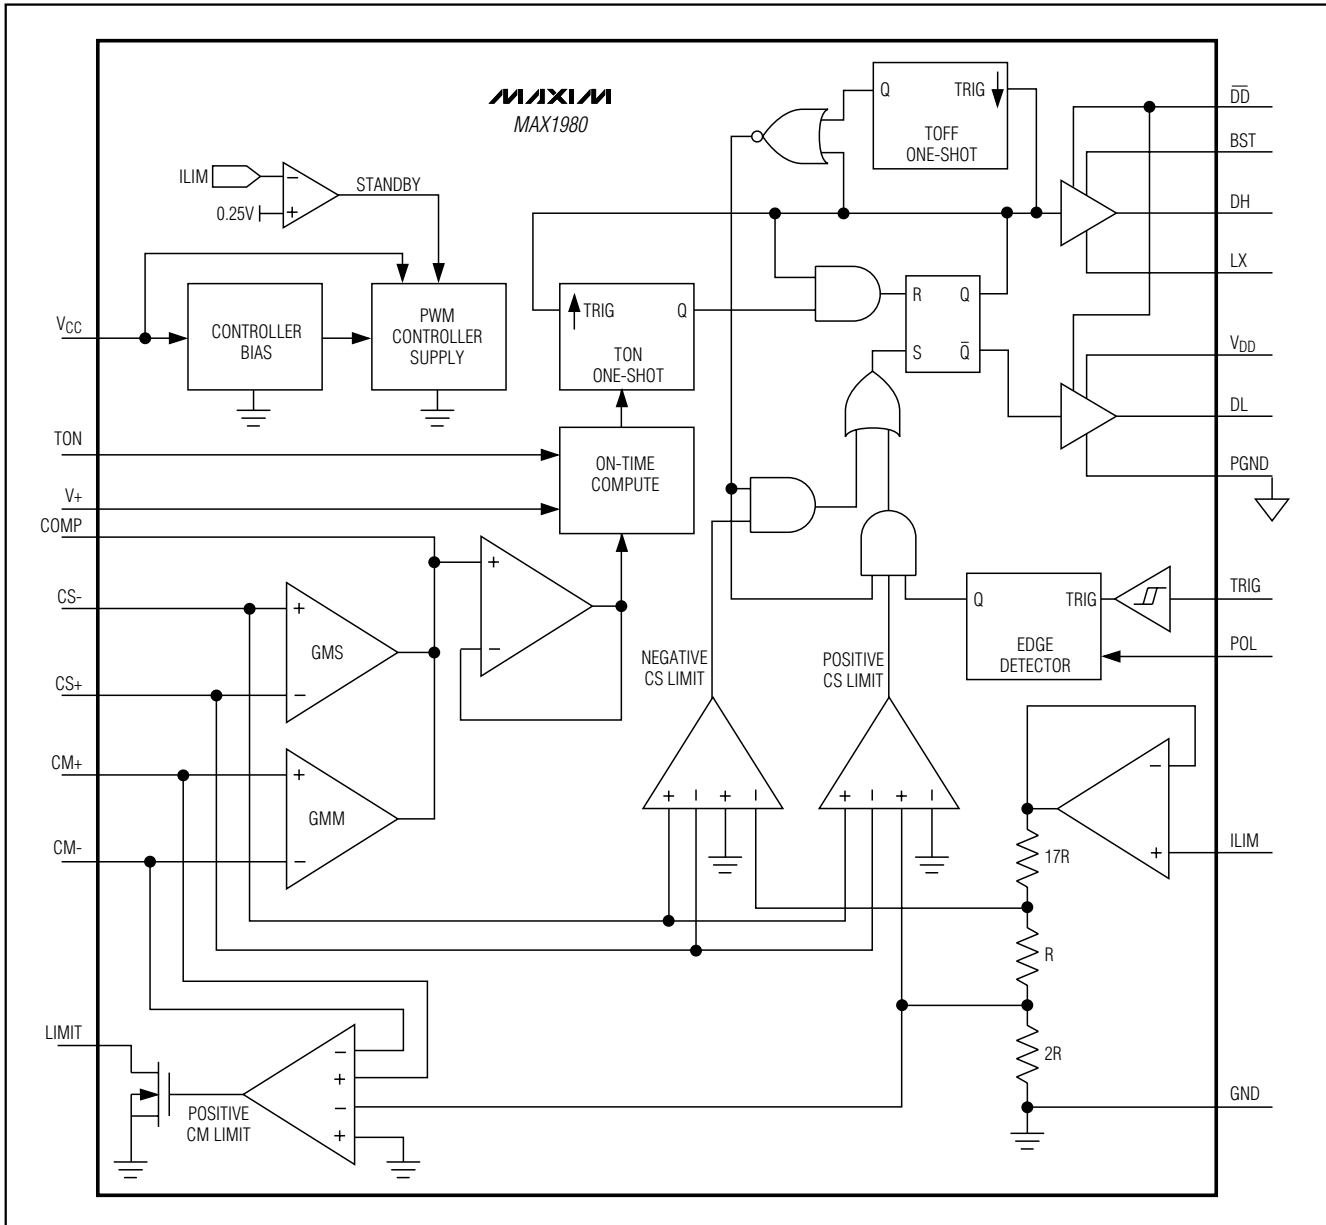 MAXIM
MAX1980
Q
TRIG
TOFF
ONE-SHOT
D̅D̅
BST
DH
LX
ILIM
−
0.25V
+
STANDBY
VCC
CONTROLLER
BIAS
PWM
CONTROLLER
SUPPLY
TRIG
Q
TON
ONE-SHOT
R
Q
S
Q̅
VDD
DL
PGND
TON
V+
COMP
ON-TIME
COMPUTE
+
−
CS-
+
GMS
−
CS+
CM+
+
GMM
−
CM-
NEGATIVE
CS LIMIT
POSITIVE
CS LIMIT
Q
TRIG
EDGE
DETECTOR
TRIG
POL
+ − + −
+ − + −
−
+
ILIM
17R
R
2R
GND
LIMIT
POSITIVE
CM LIMIT
−
+
−
+